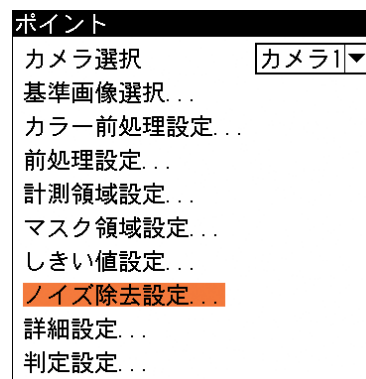 ポイント
カメラ選択 カメラ1▼
基準画像選択...
カラー前処理設定...
前処理設定...
計測領域設定...
マスク領域設定...
しきい値設定...
ノイズ除去設定...
詳細設定...
判定設定...